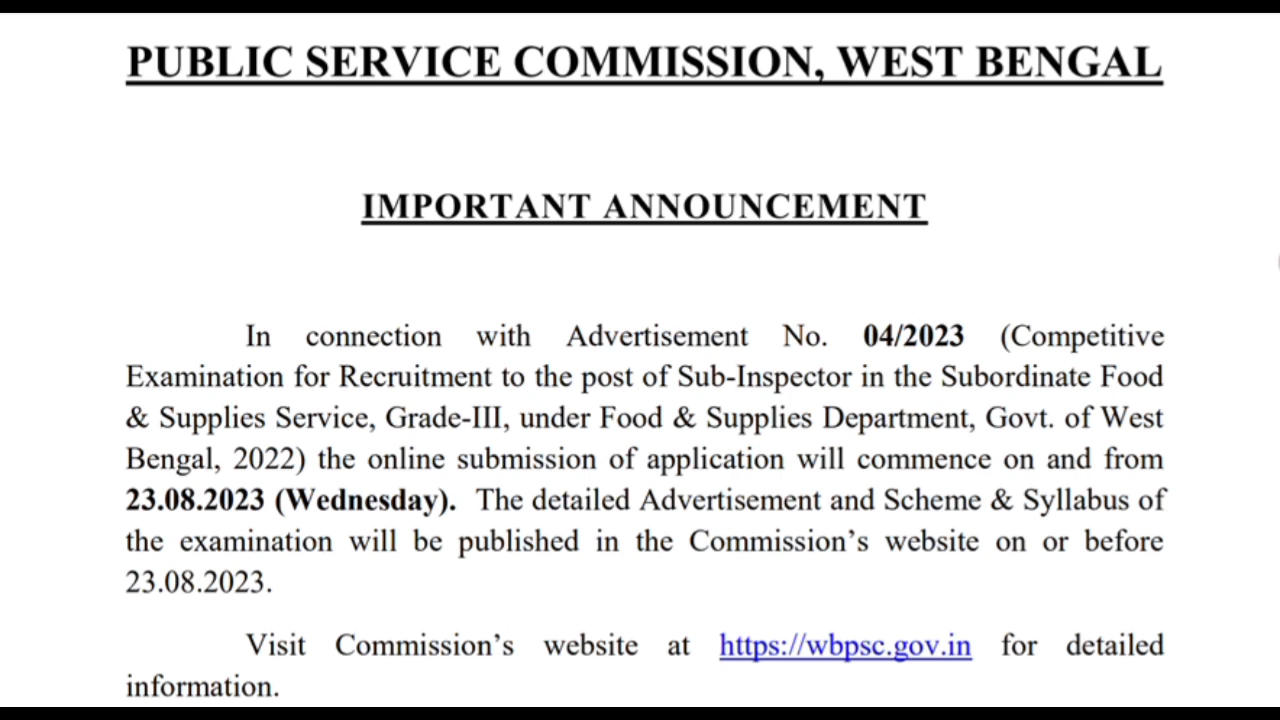 PUBLIC SERVICE COMMISSION, WEST BENGAL
IMPORTANT ANNOUNCEMENT
In connection with Advertisement No. 04/2023 (Competitive
Examination for Recruitment to the post of Sub-Inspector in the Subordinate Food
& Supplies Service, Grade-III, under Food & Supplies Department, Govt. of West
Bengal, 2022) the online submission of application will commence on and from
23.08.2023 (Wednesday). The detailed Advertisement and Scheme & Syllabus of
the examination will be published in the Commission’s website on or before
23.08.2023.
Visit Commission’s website at https://wbpsc.gov.in for detailed
information.